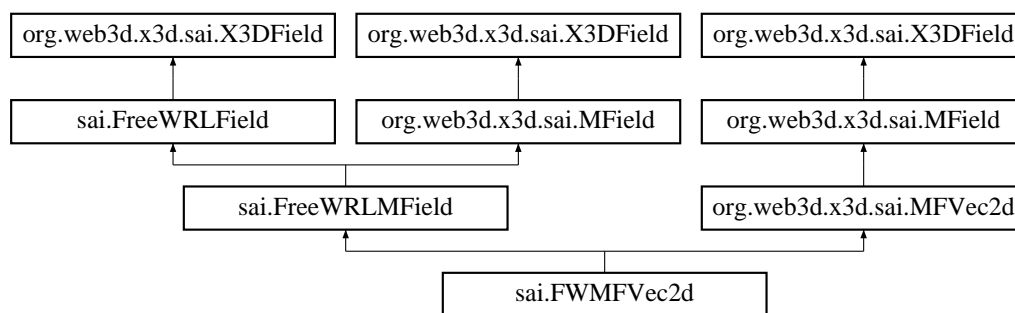 org.web3d.x3d.sai.X3DField
org.web3d.x3d.sai.X3DField
org.web3d.x3d.sai.X3DField
sai.FreeWRLField
org.web3d.x3d.sai.MField
org.web3d.x3d.sai.MField
sai.FreeWRLMField
org.web3d.x3d.sai.MFVec2d
sai.FWMFVec2d